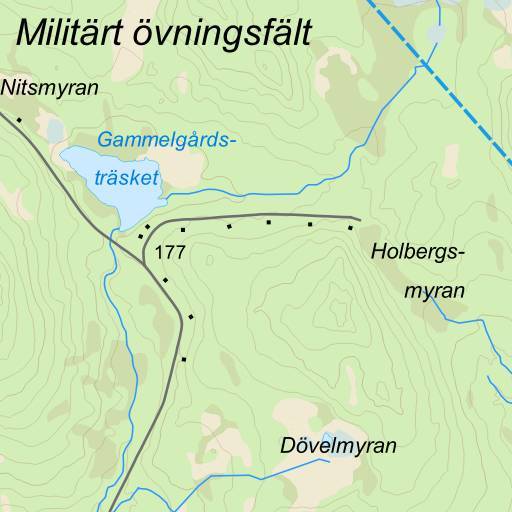 Militärt övningsfält
Nitsmyran
Gammelgårds-
träsket
177
Holbergs-
myran
Dövelmyran